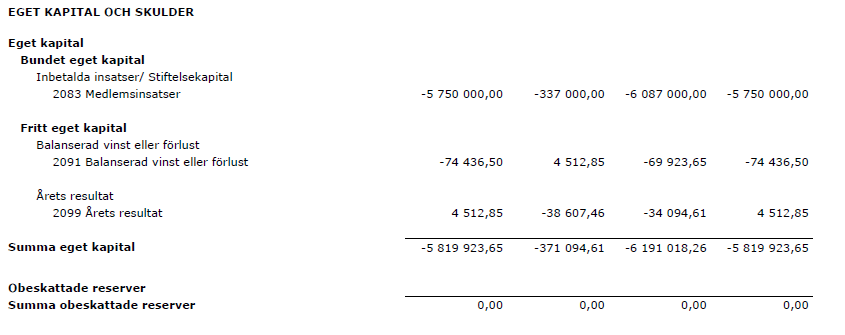 EGET KAPITAL OCH SKULDER
Eget kapital
Bundet eget kapital
Inbetalda insatser/ Stiftelsekapital
2083 Medlemsinsatser -5 750 000,00 -337 000,00 -6 087 000,00 -5 750 000,00
Fritt eget kapital
Balanserad vinst eller förlust
2091 Balanserad vinst eller förlust -74 436,50 4 512,85 -69 923,65 -74 436,50
Årets resultat
2099 Årets resultat 4 512,85 -38 607,46 -34 094,61 4 512,85
Summa eget kapital -5 819 923,65 -371 094,61 -6 191 018,26 -5 819 923,65
Obeskattade reserver
Summa obeskattade reserver 0,00 0,00 0,00 0,00